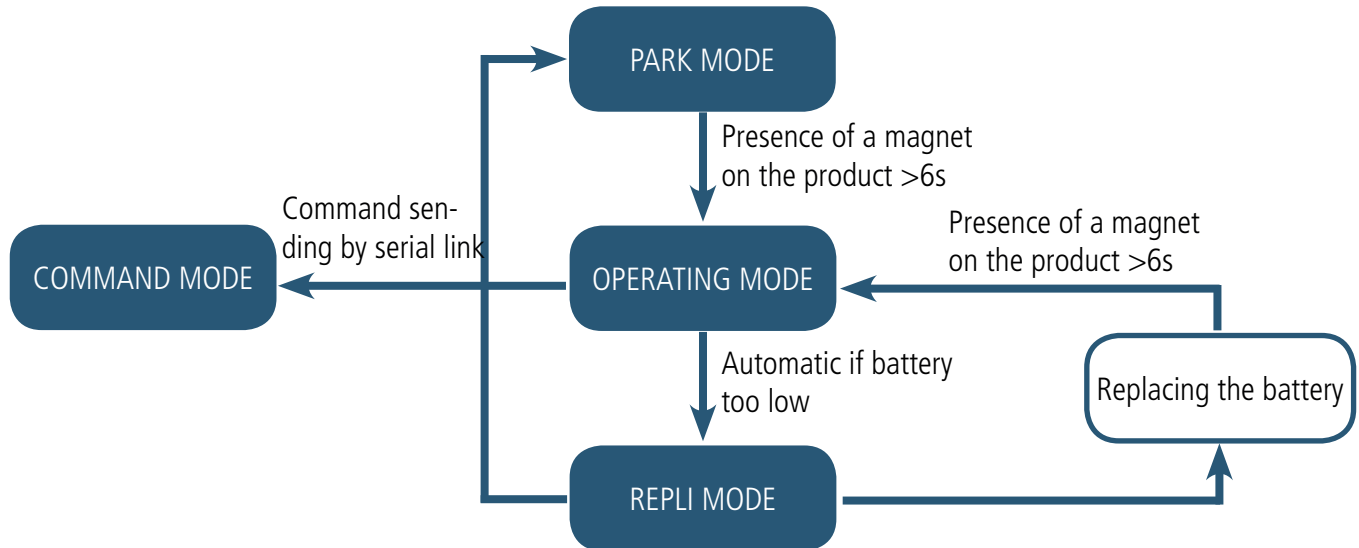 PARK MODE
Presence of a magnet
on the product >6s
Command sen-
ding by serial link
Presence of a magnet
on the product >6s
COMMAND MODE
OPERATING MODE
Automatic if battery
too low
Replacing the battery
REPLI MODE